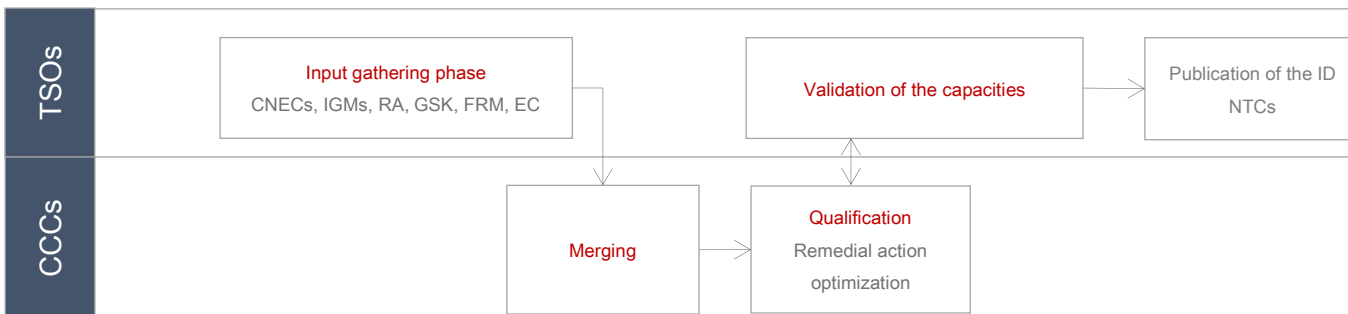 TSOs
Input gathering phase
CNECs, IGMs, RA, GSK, FRM, EC
Validation of the capacities
Publication of the ID
NTCs
CCCs
Merging
Qualification
Remedial action
optimization